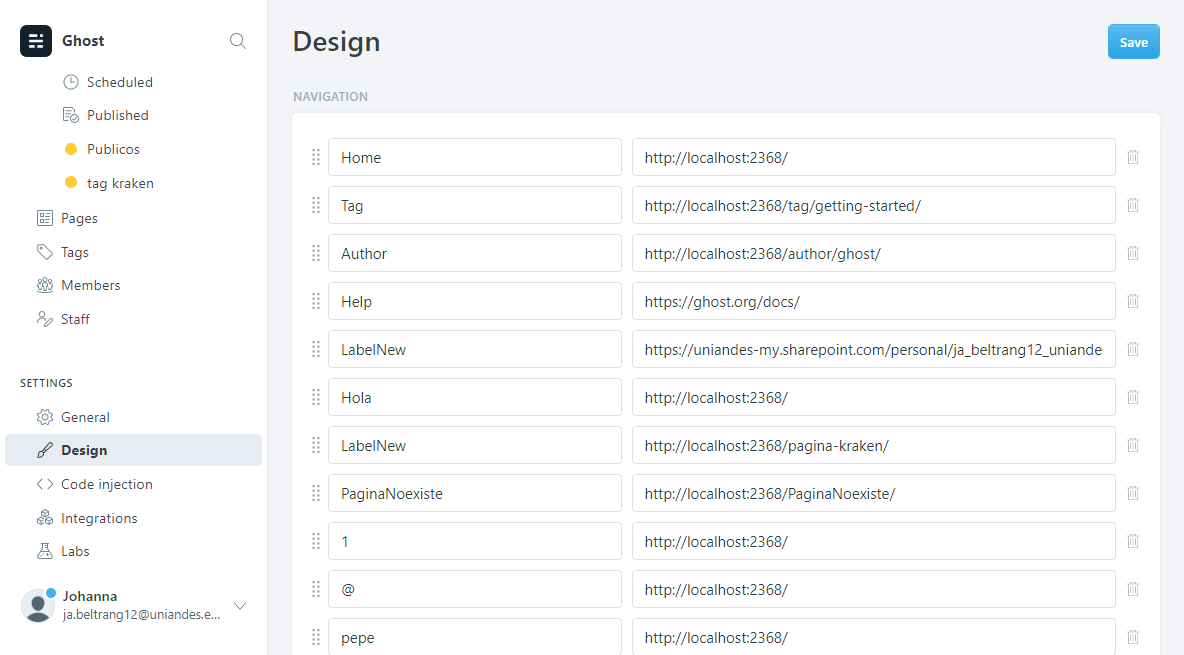 Ghost
Scheduled
Published
Publicos
tag kraken
Pages
Tags
Members
Staff
SETTINGS
General
Design
Code injection
Integrations
Labs
Johanna
ja.beltrang12@uniandes.e...
Design
Save
NAVIGATION
Home http://localhost:2368/
Tag http://localhost:2368/tag/getting-started/
Author http://localhost:2368/author/ghost/
Help https://ghost.org/docs/
LabelNew https://uniandes-my.sharepoint.com/personal/ja_beltrang12_uniande
Hola http://localhost:2368/
LabelNew http://localhost:2368/pagina-kraken/
PaginaNoexiste http://localhost:2368/PaginaNoexiste/
1 http://localhost:2368/
@ http://localhost:2368/
pepe http://localhost:2368/